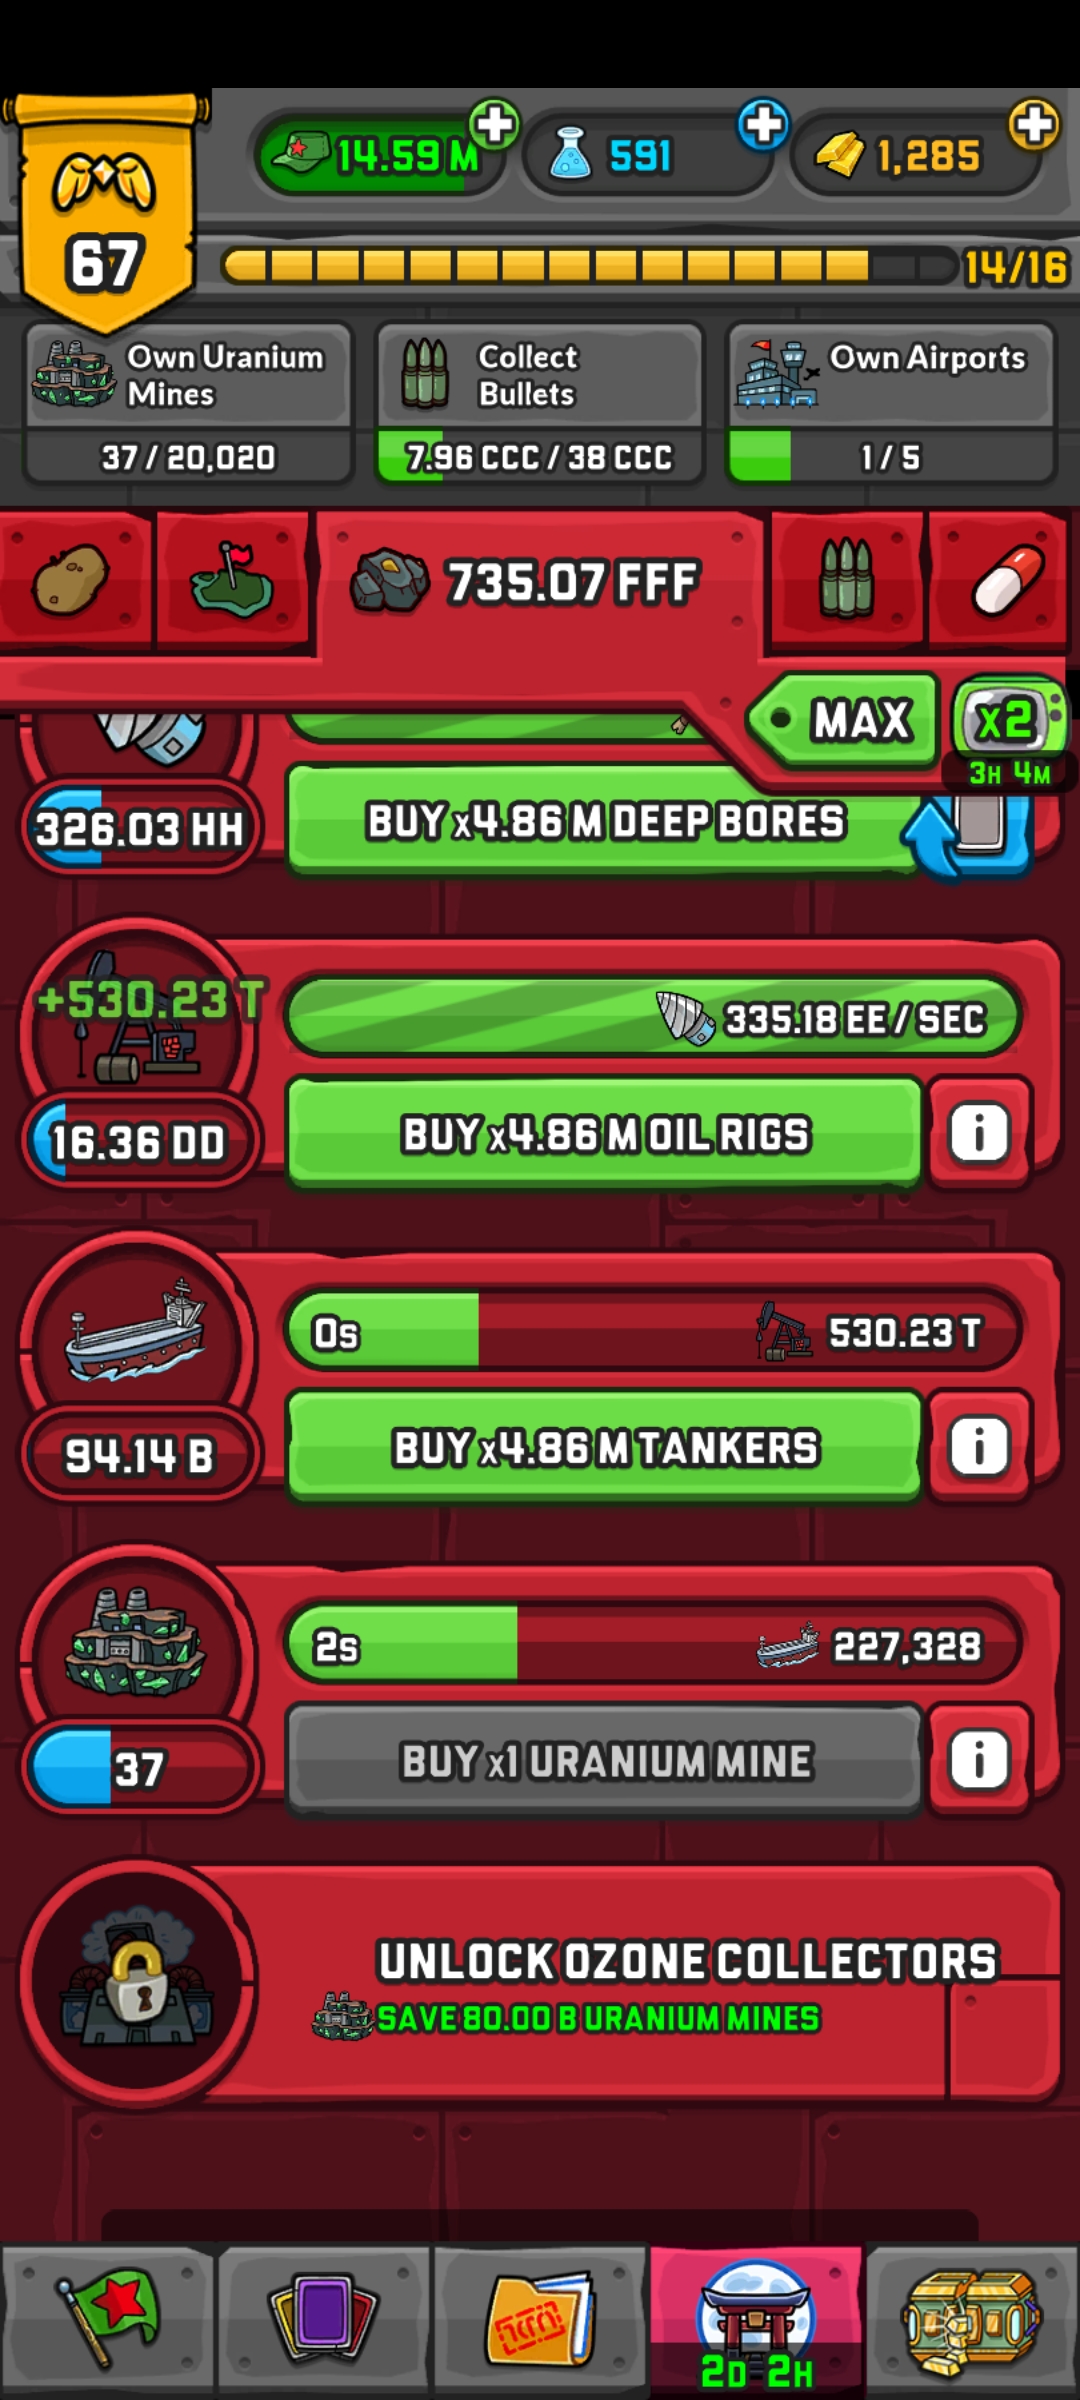 14.59 M
591
1,285
67
14/16
Own Uranium
Mines
37 / 20,020
Collect
Bullets
7.96 CCC / 38 CCC
Own Airports
1 / 5
735.07 FFF
MAX
x2
3H 4M
326.03 HH
BUY x4.86 M DEEP BORES
+530.23 T
335.18 EE / SEC
16.36 DD
BUY x4.86 M OIL RIGS
i
0s
530.23 T
94.14 B
BUY x4.86 M TANKERS
i
2s
227,328
37
BUY x1 URANIUM MINE
i
UNLOCK OZONE COLLECTORS
SAVE 80.00 B URANIUM MINES
2D 2H